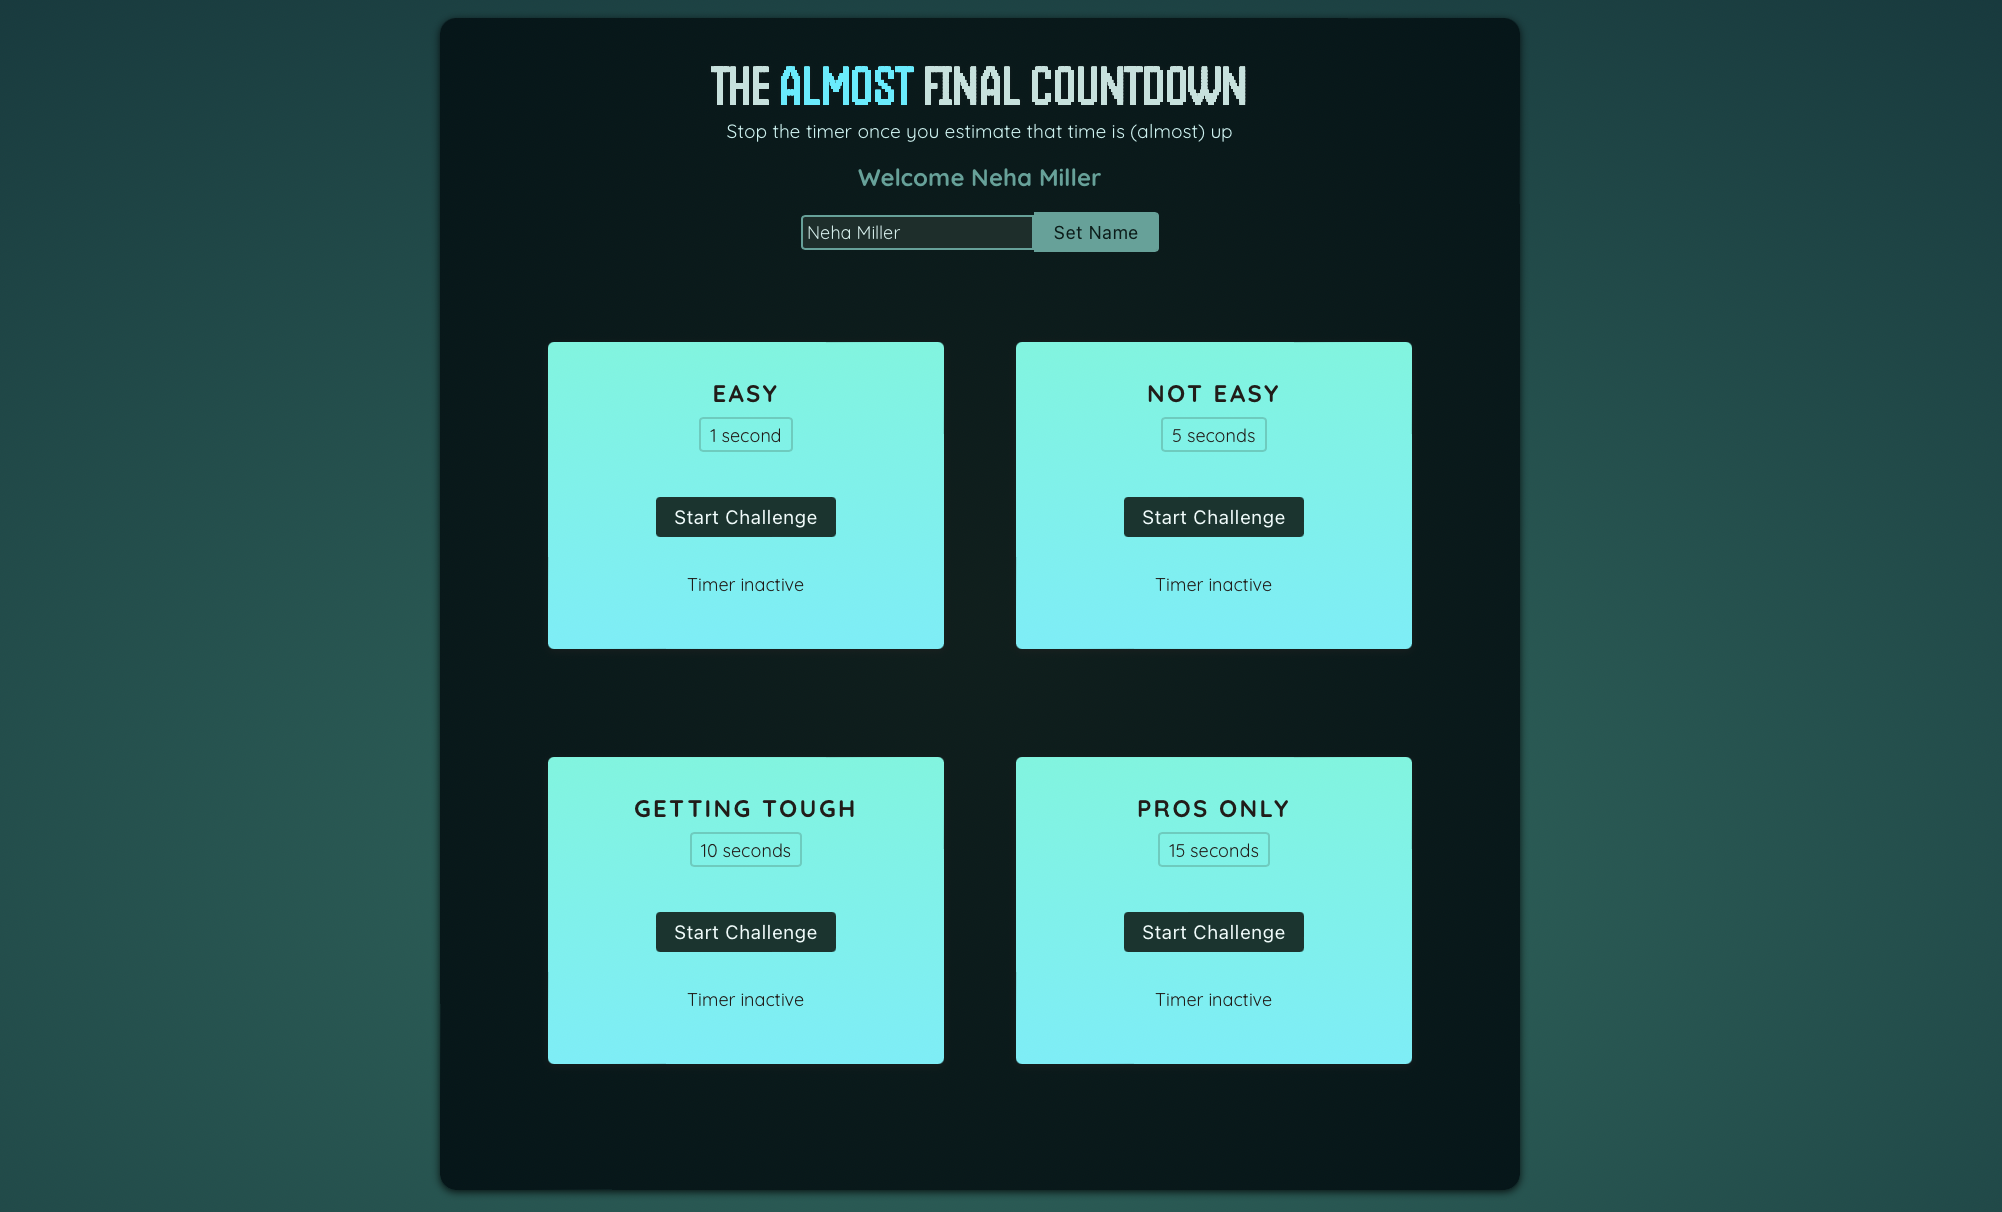 THE ALMOST FINAL COUNTDOWN
Stop the timer once you estimate that time is (almost) up
Welcome Neha Miller
Neha Miller
Set Name
EASY
1 second
Start Challenge
Timer inactive
NOT EASY
5 seconds
Start Challenge
Timer inactive
GETTING TOUGH
10 seconds
Start Challenge
Timer inactive
PROS ONLY
15 seconds
Start Challenge
Timer inactive